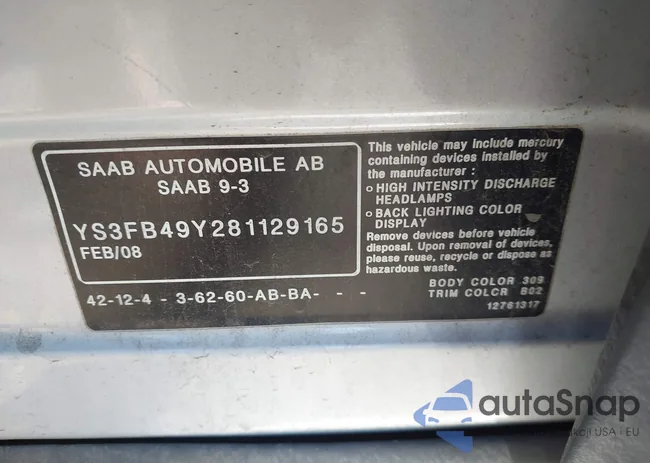 SAAB AUTOMOBILE AB
SAAB 9-3
YS3FB49Y281129165
FEB/08
42-12-4 - 3-62-60-AB-BA- - -
This vehicle may include mercury
containing devices installed by
the manufacturer :
HIGH INTENSITY DISCHARGE
HEADLAMPS
BACK LIGHTING COLOR
DISPLAY
Remove devices before vehicle
disposal. Upon removal of devices,
please reuse, recycle or dispose as
hazardous waste.
BODY COLOR 309
TRIM COLOR B02
12761317
autaSnap
USA i EU